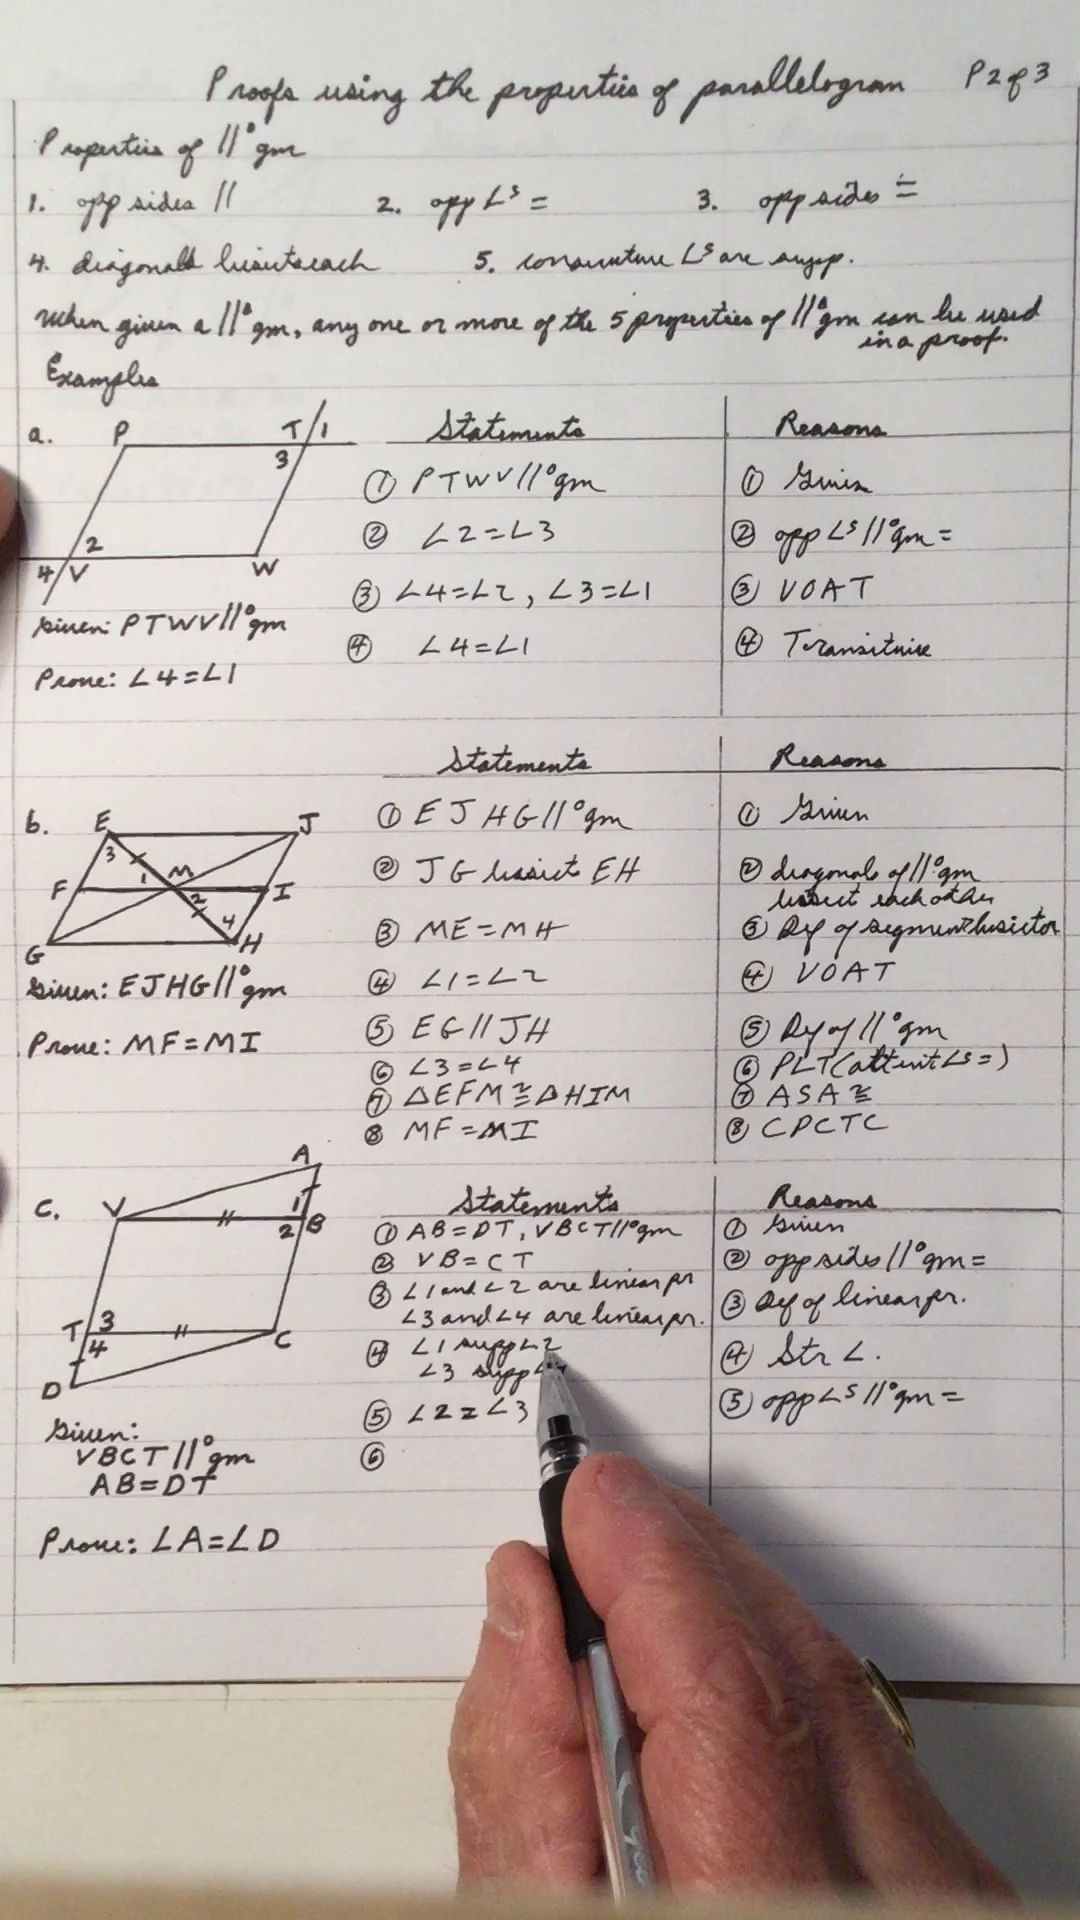 Proofs using the properties of parallelogram P 2 of 3
Properties of ||°gm
1. opp sides || 2. opp ∠s = 3. opp sides =
4. diagonals bisects each 5. consecutive ∠s are supp.
When given a ||°gm, any one or more of the 5 properties of ||°gm can be used
in a proof.
Examples
a. P T 1 3 2 4 V W
Given: PTWV ||°gm
Prove: ∠4=∠1
Statements Reasons
① PTWV ||°gm ① Given
② ∠2=∠3 ② opp ∠s ||°gm =
③ ∠4=∠2, ∠3=∠1 ③ VOAT
④ ∠4=∠1 ④ Transitive
b. E J 3 M F 1 2 I 4 G H
Given: EJHG ||°gm
Prove: MF=MI
Statements Reasons
① EJHG ||°gm ① Given
② JG bisect EH ② diagonals of ||°gm
bisect each other
③ ME=MH ③ Def of segment bisector
④ ∠1=∠2 ④ VOAT
⑤ EG || JH ⑤ Def of ||°gm
⑥ ∠3=∠4 ⑥ PLT (alt int ∠s =)
⑦ △EFM ≅ △HIM ⑦ ASA ≅
⑧ MF=MI ⑧ CPCTC
c. A V 1 2 B T 3 4 C D
Given:
VBCT ||°gm
AB=DT
Prove: ∠A=∠D
Statements Reasons
① AB=DT, VBCT ||°gm ① Given
② VB=CT ② opp sides ||°gm =
③ ∠1 and ∠2 are linear pr ③ Def of linear pr.
∠3 and ∠4 are linear pr.
④ ∠1 supp ∠2 ④ Str ∠.
∠3 supp
⑤ ∠2=∠3 ⑤ opp ∠s ||°gm =
⑥